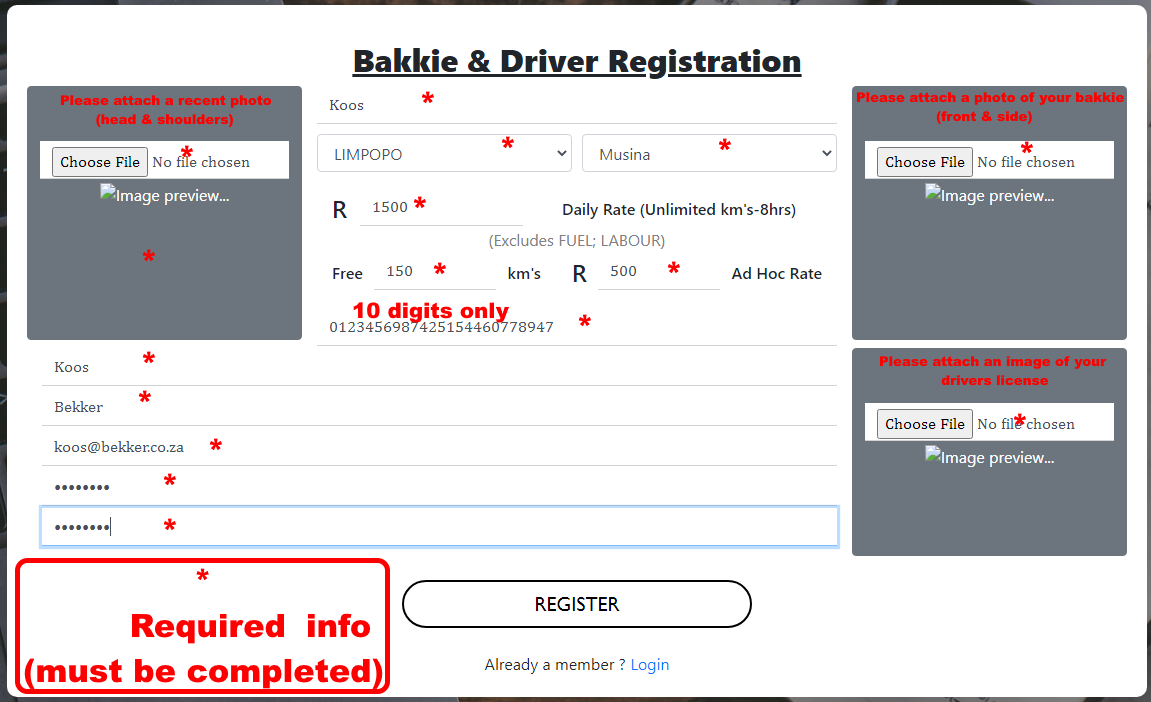 Bakkie & Driver Registration
Please attach a recent photo
(head & shoulders)
*
Choose File No file chosen
Image preview...
*
Koos *
LIMPOPO *
Musina *
R 1500 * Daily Rate (Unlimited km's-8hrs)
(Excludes FUEL; LABOUR)
Free 150 * km's R 500 * Ad Hoc Rate
10 digits only
012345698742515446077​8947 *
Please attach a photo of your bakkie
(front & side)
*
Choose File No file chosen
Image preview...
Koos *
Bekker *
koos@bekker.co.za *
•••••••• *
•••••••• *
Please attach an image of your
drivers license
*
Choose File No file chosen
Image preview...
*
Required info
(must be completed)
REGISTER
Already a member ? Login